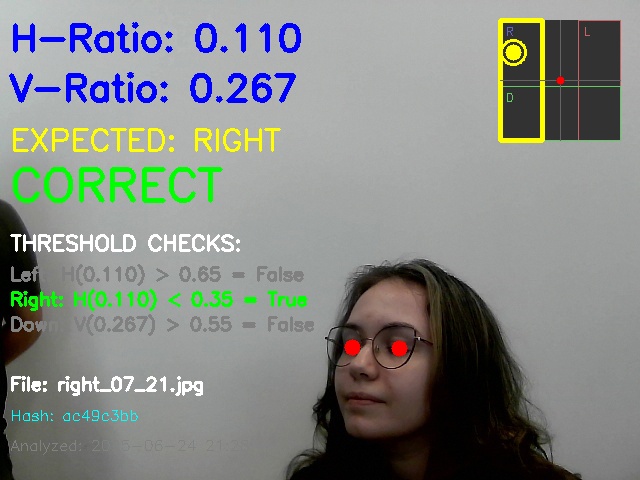 H-Ratio: 0.110
V-Ratio: 0.267
EXPECTED: RIGHT
CORRECT
THRESHOLD CHECKS:
Left: H(0.110) > 0.65 = False
Right: H(0.110) < 0.35 = True
Down: V(0.267) > 0.55 = False
File: right_07_21.jpg
Hash: ac49c3bb
Analyzed:
R
L
D